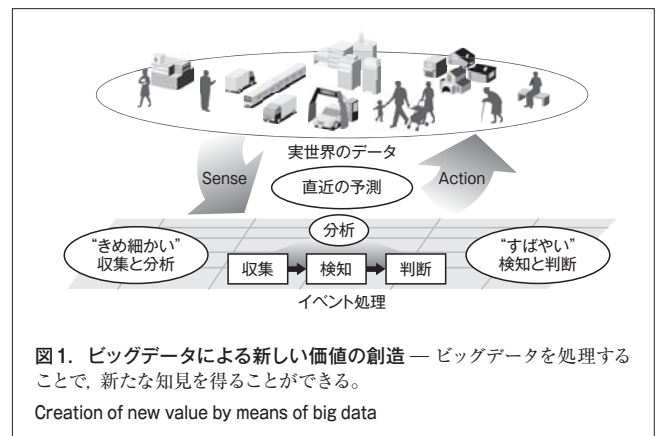 実世界のデータ
Sense
直近の予測
Action
分析
“きめ細かい”
収集と分析
“すばやい”
検知と判断
収集
検知
判断
イベント処理
図1. ビッグデータによる新しい価値の創造 — ビッグデータを処理する
ことで, 新たな知見を得ることができる。
Creation of new value by means of big data